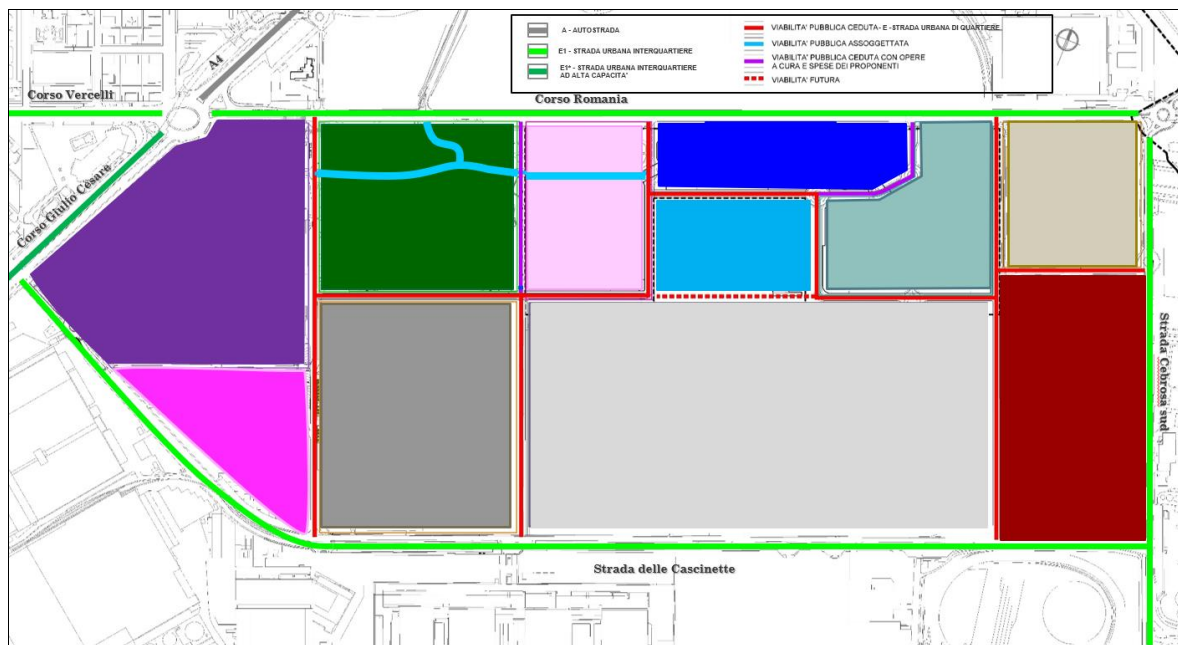 A - AUTOSTRADA
E1 - STRADA URBANA INTERQUARTIERE
E1* - STRADA URBANA INTERQUARTIERE
AD ALTA CAPACITA'
VIABILITA' PUBBLICA CEDUTA- E -STRADA URBANA DI QUARTIERE
VIABILITA' PUBBLICA ASSOGGETTATA
VIABILITA' PUBBLICA CEDUTA CON OPERE
A CURA E SPESE DEI PROPONENTI
VIABILITA' FUTURA
A4
Corso Vercelli
Corso Romania
Corso Giulio Cesare
Strada Cebrosa sud
Strada delle Cascinette